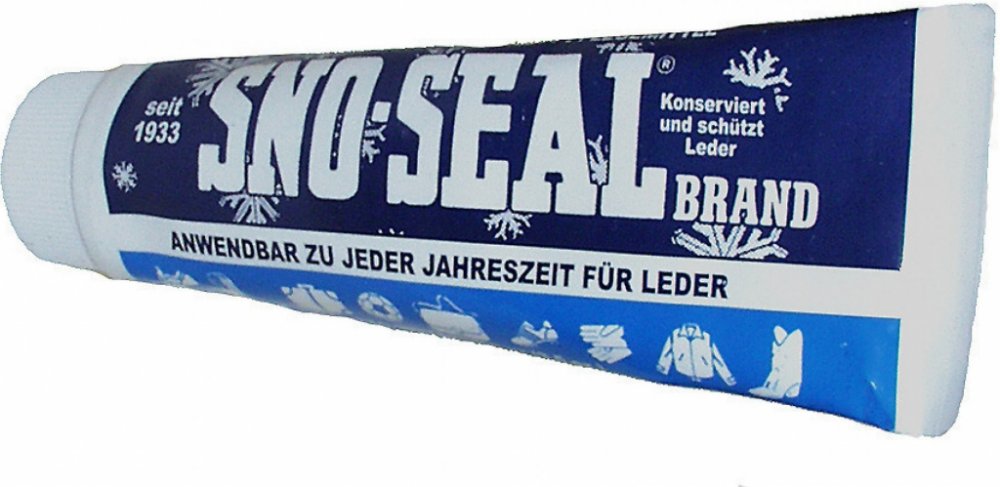 seit
1933
SNO-SEAL®
BRAND
Konserviert
und schützt
Leder
ANWENDBAR ZU JEDER JAHRESZEIT FÜR LEDER